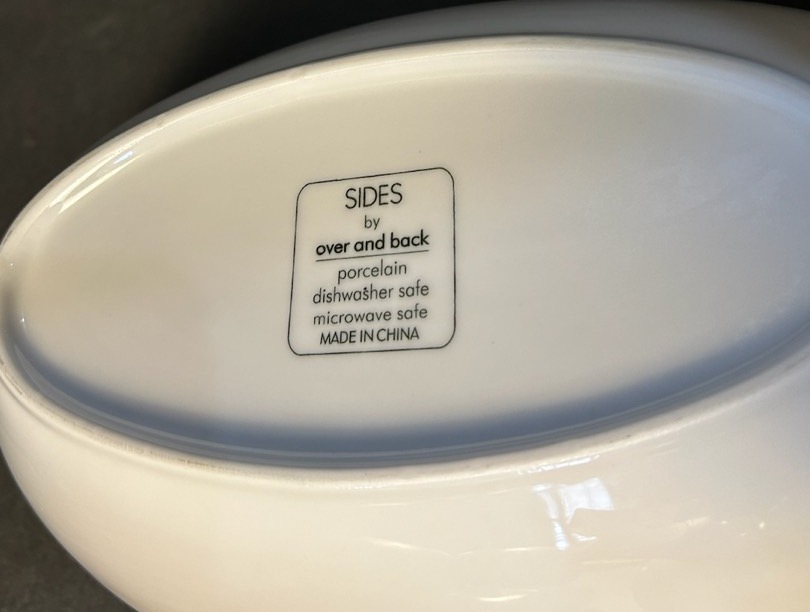 SIDES
by
over and back
porcelain
dishwasher safe
microwave safe
MADE IN CHINA